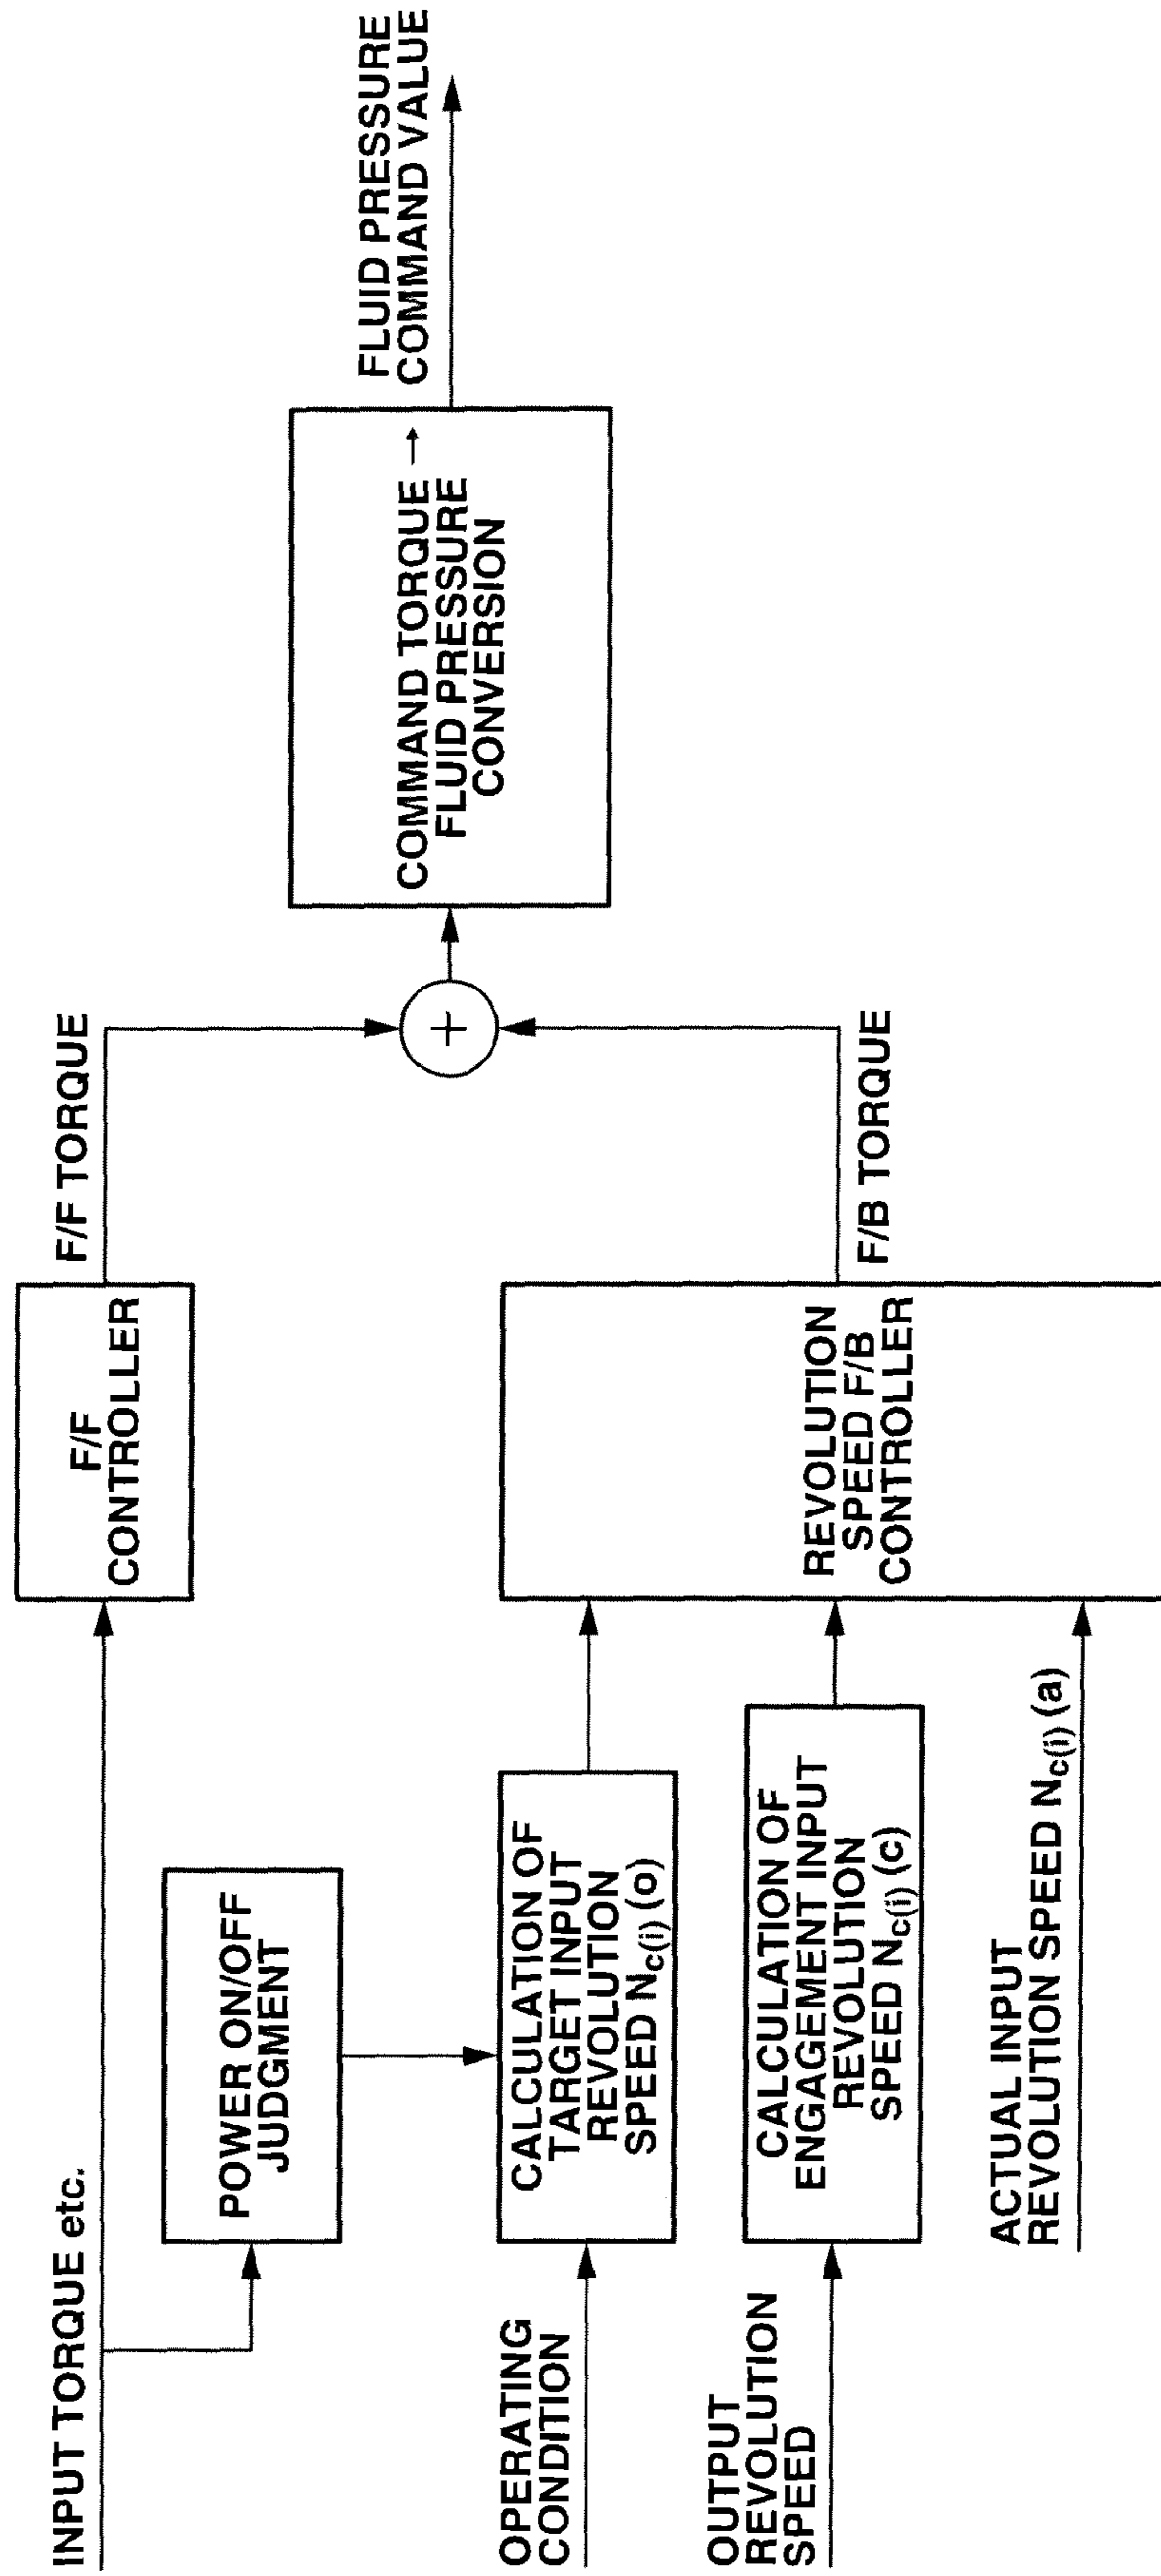 INPUT TORQUE etc.
F/F
CONTROLLER
F/F TORQUE
POWER ON/OFF
JUDGMENT
FLUID PRESSURE
COMMAND VALUE
COMMAND TORQUE →
FLUID PRESSURE
CONVERSION
+
OPERATING
CONDITION
CALCULATION OF
TARGET INPUT
REVOLUTION
SPEED Nc(i) (o)
OUTPUT
REVOLUTION
SPEED
CALCULATION OF
ENGAGEMENT INPUT
REVOLUTION
SPEED Nc(i) (c)
REVOLUTION
SPEED F/B
CONTROLLER
F/B TORQUE
ACTUAL INPUT
REVOLUTION SPEED Nc(i) (a)